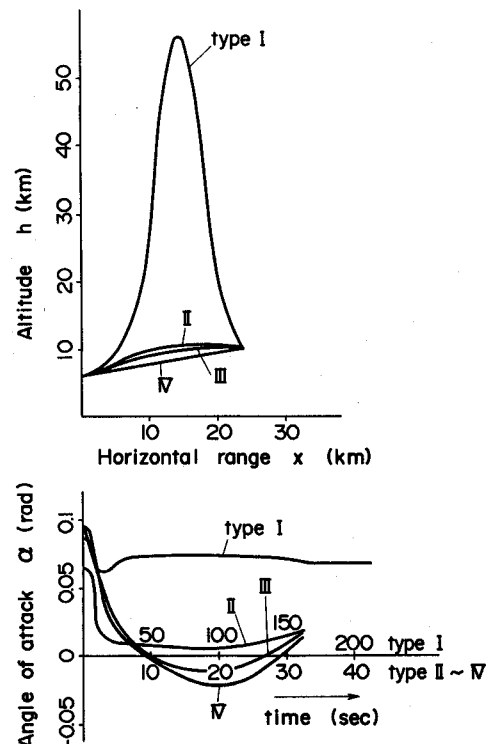 type I
50
40
30
20
10
Altitude h (km)
II
III
IV
10 20 30
Horizontal range x (km)
0.1
0.05
0
-0.05
Angle of attack α (rad)
type I
III
II
50 100 150 200 type I
10 20 30 40 type II ~ IV
IV
time (sec)